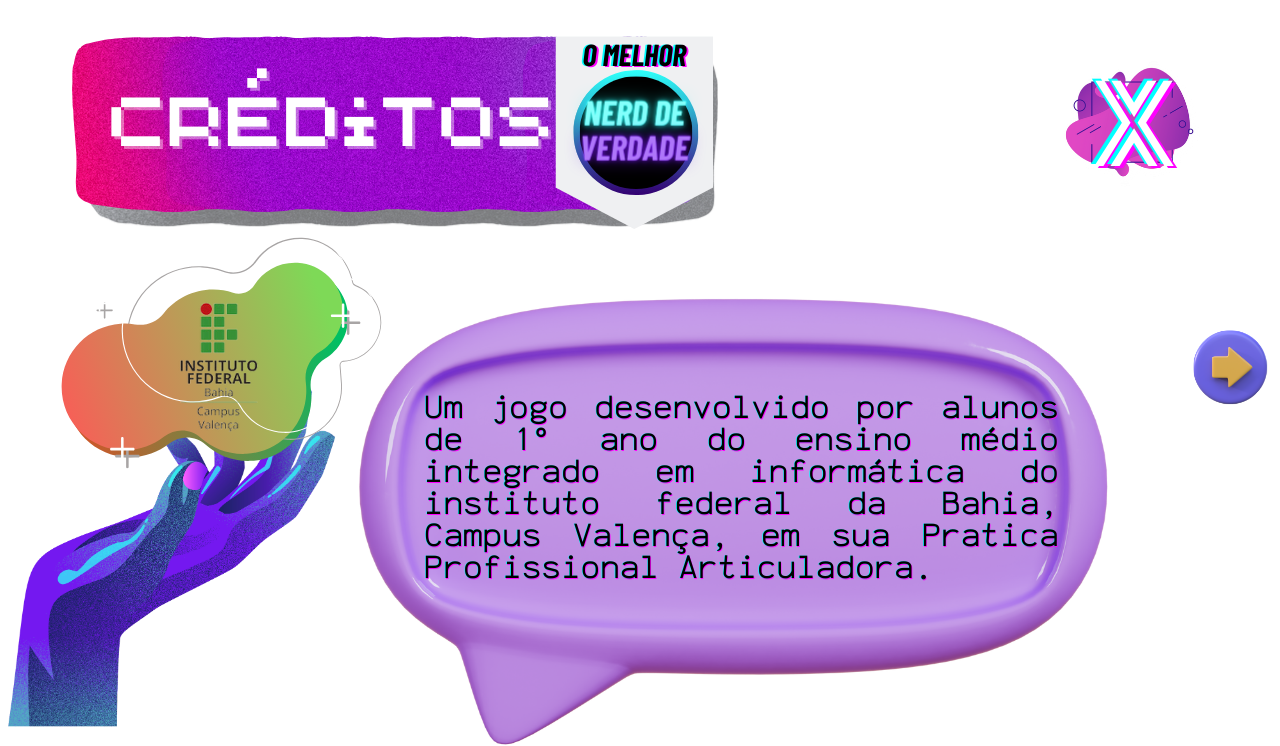 CRÉDiTOS
O MELHOR
NERD DE
VERDADE
X
INSTITUTO
FEDERAL
Bahia
Campus
Valença
Um jogo desenvolvido por alunos
de 1° ano do ensino médio
integrado em informática do
instituto federal da Bahia,
Campus Valença, em sua Pratica
Profissional Articuladora.